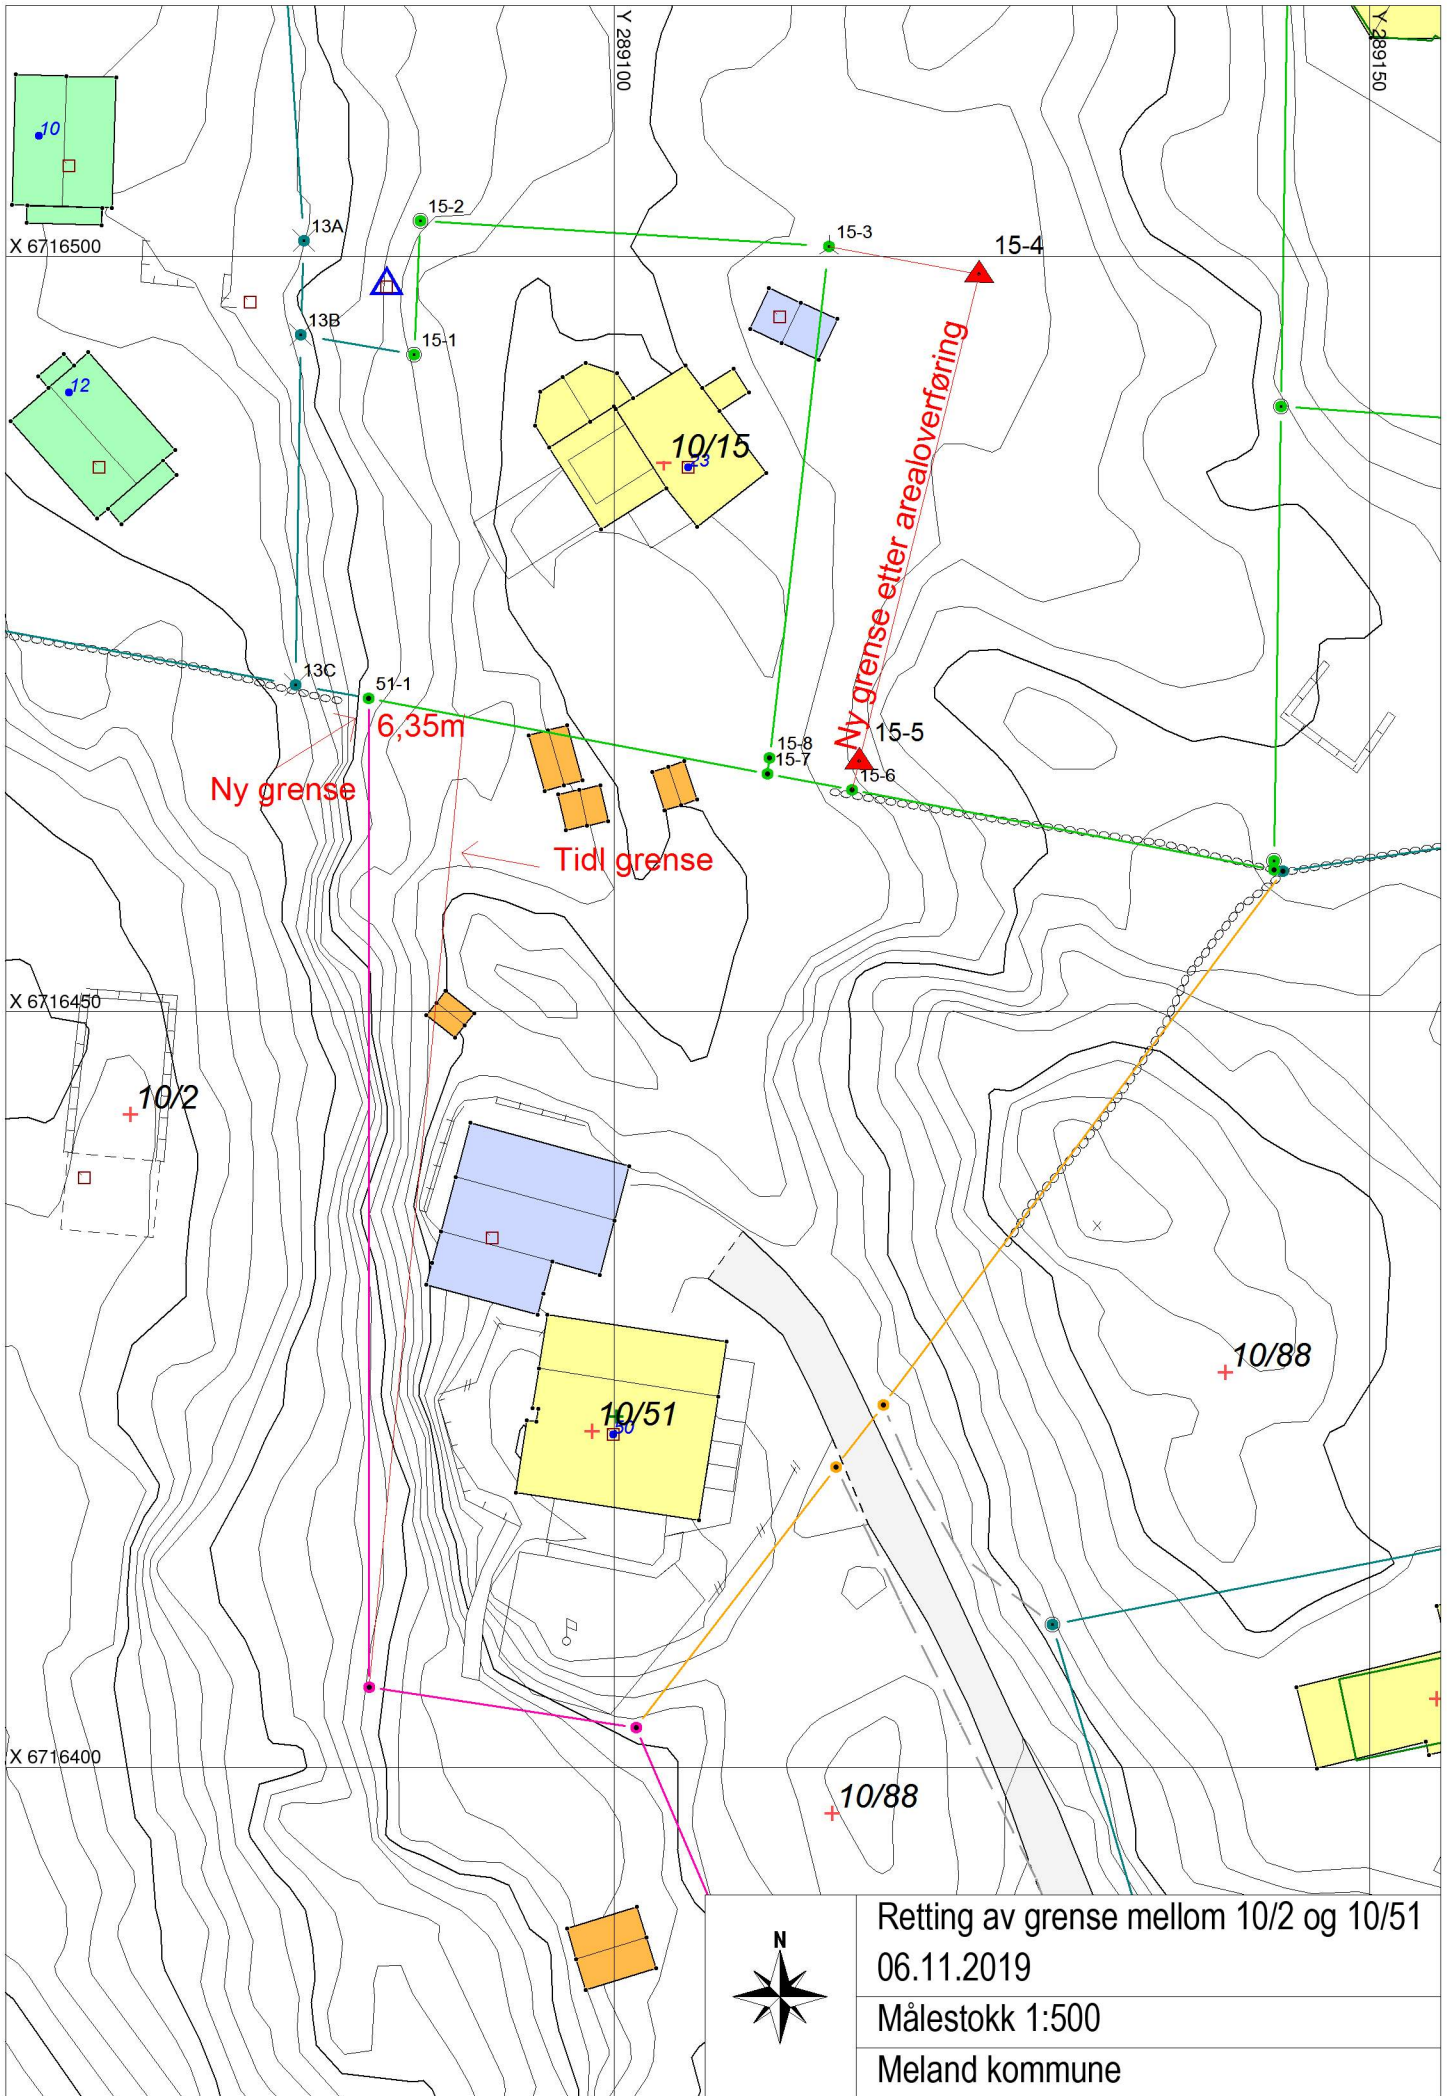 Y 289100
Y 289150
10
15-2
13A
15-3
15-4
X 6716500
13B
15-1
12
10/15
23
Ny grense etter arealoverføring
13C
51-1
6,35m
15-5
15-8
15-7
15-6
Ny grense
Tidl grense
X 6716450
10/2
10/88
10/51
50
X 6716400
10/88
N
Retting av grense mellom 10/2 og 10/51
06.11.2019
Målestokk 1:500
Meland kommune